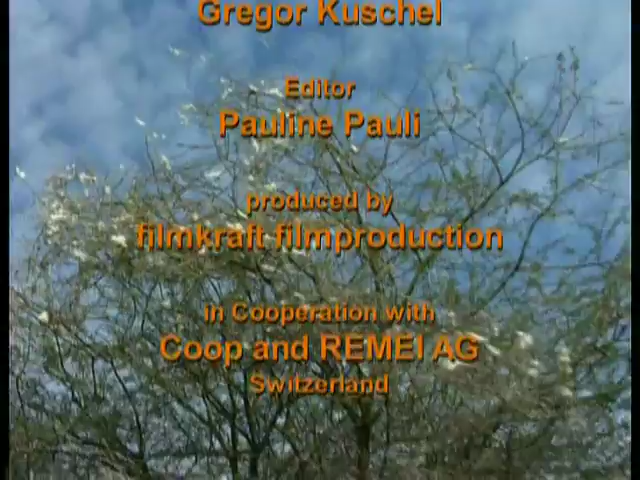 Gregor Kuschel
Editor
Pauline Pauli
produced by
filmkraft filmproduction
in Cooperation with
Coop and REMEI AG
Switzerland